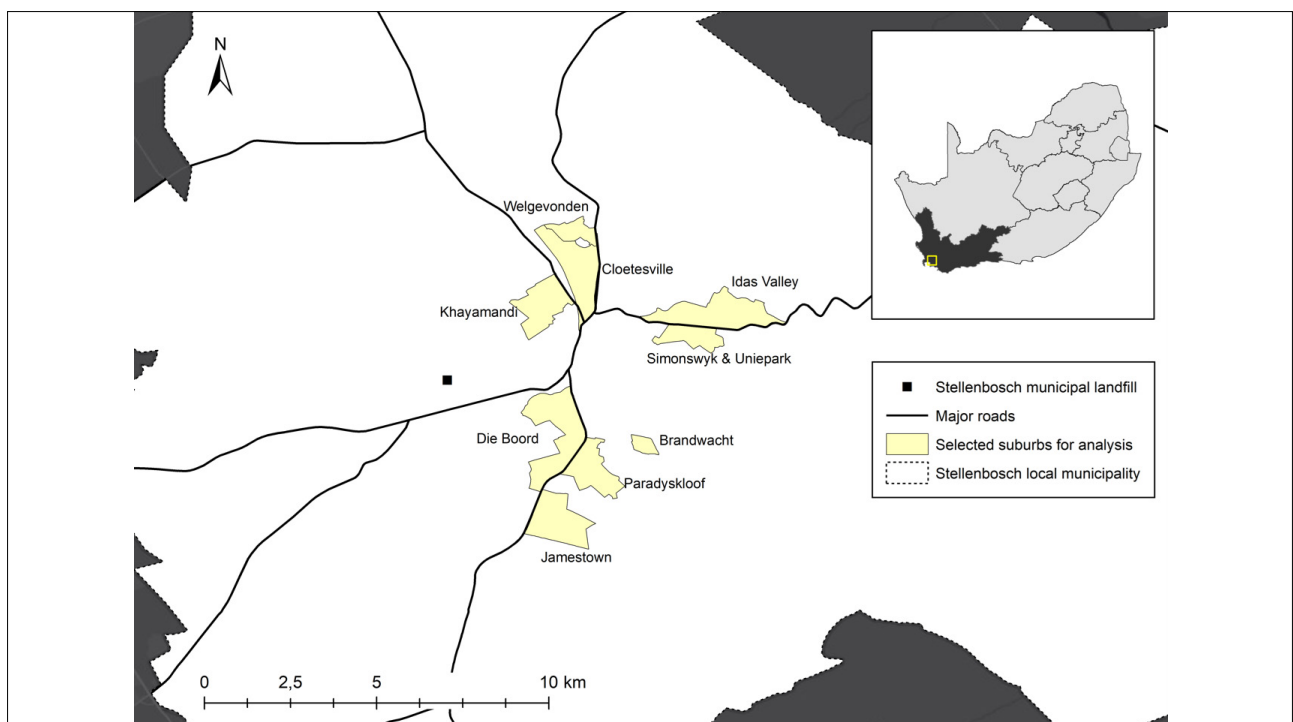 N
Welgevonden
Cloetesville
Idas Valley
Khayamandi
Simonswyk & Uniepark
Die Boord
Brandwacht
Paradyskloof
Jamestown
0 2,5 5 10 km
Stellenbosch municipal landfill
Major roads
Selected suburbs for analysis
Stellenbosch local municipality